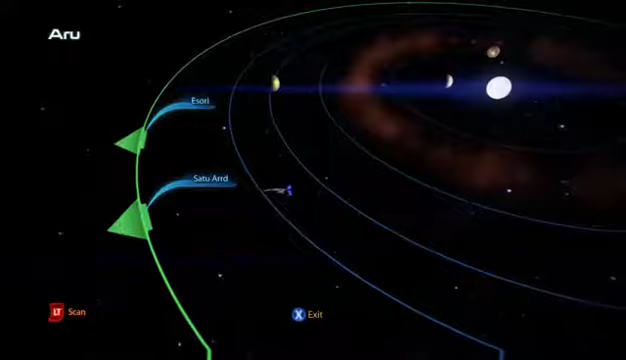 Aru
Esori
Satu Arrd
LT Scan
X Exit